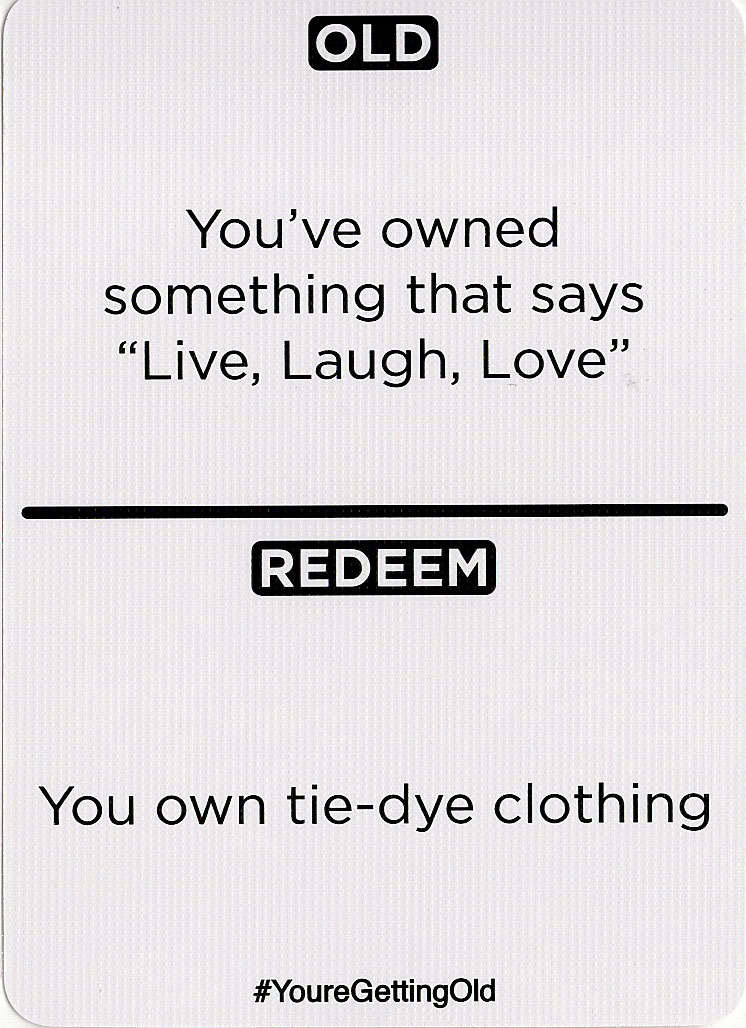 OLD
You’ve owned
something that says
“Live, Laugh, Love”
REDEEM
You own tie-dye clothing
#YoureGettingOld